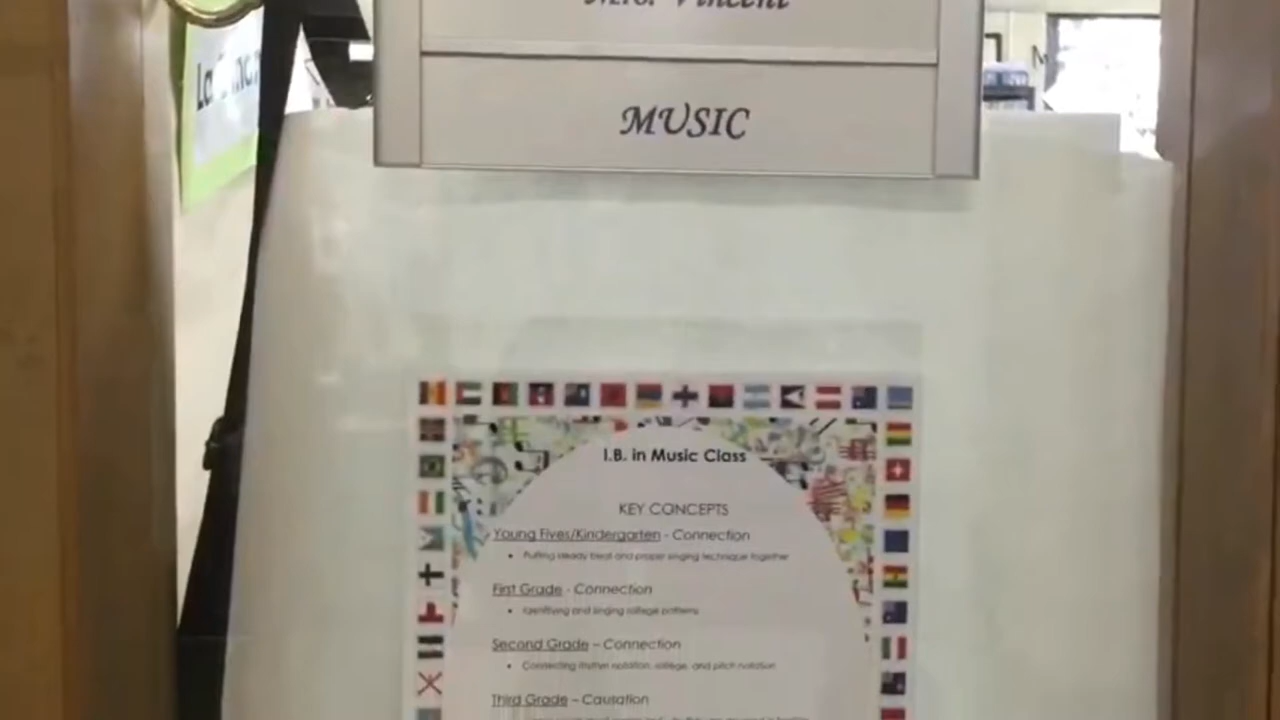 Mrs. Vincent
MUSIC
I.B. in Music Class
KEY CONCEPTS
Young Fives/Kindergarten - Connection
• Putting steady beat and proper singing technique together
First Grade - Connection
• Identifying and singing solfege patterns
Second Grade – Connection
• Connecting rhythm notation, solfege, and pitch notation
Third Grade – Causation